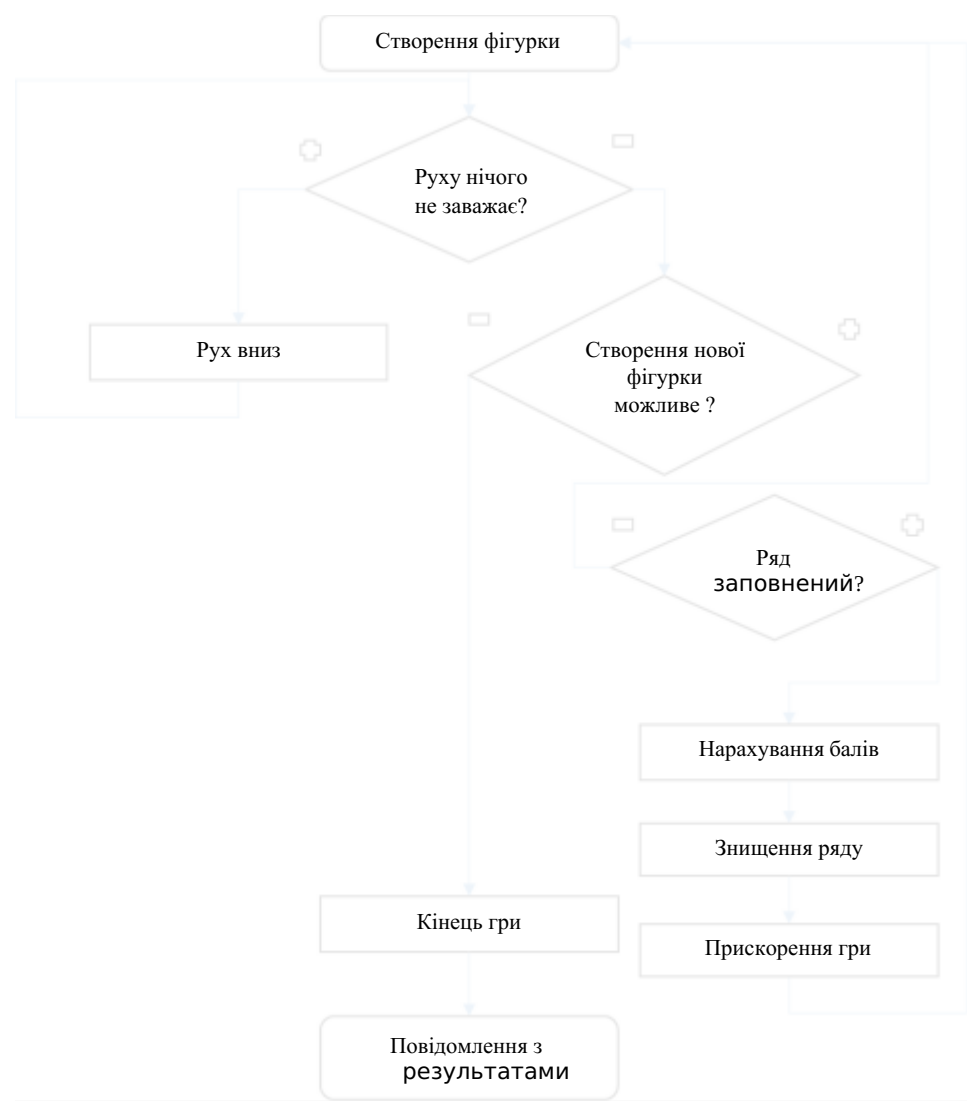 Створення фігурки
Руху нічого
не заважає?
Рух вниз
Створення нової
фігурки
можливе ?
Ряд
заповнений?
Нарахування балів
Знищення ряду
Кінець гри
Прискорення гри
Повідомлення з
результатами